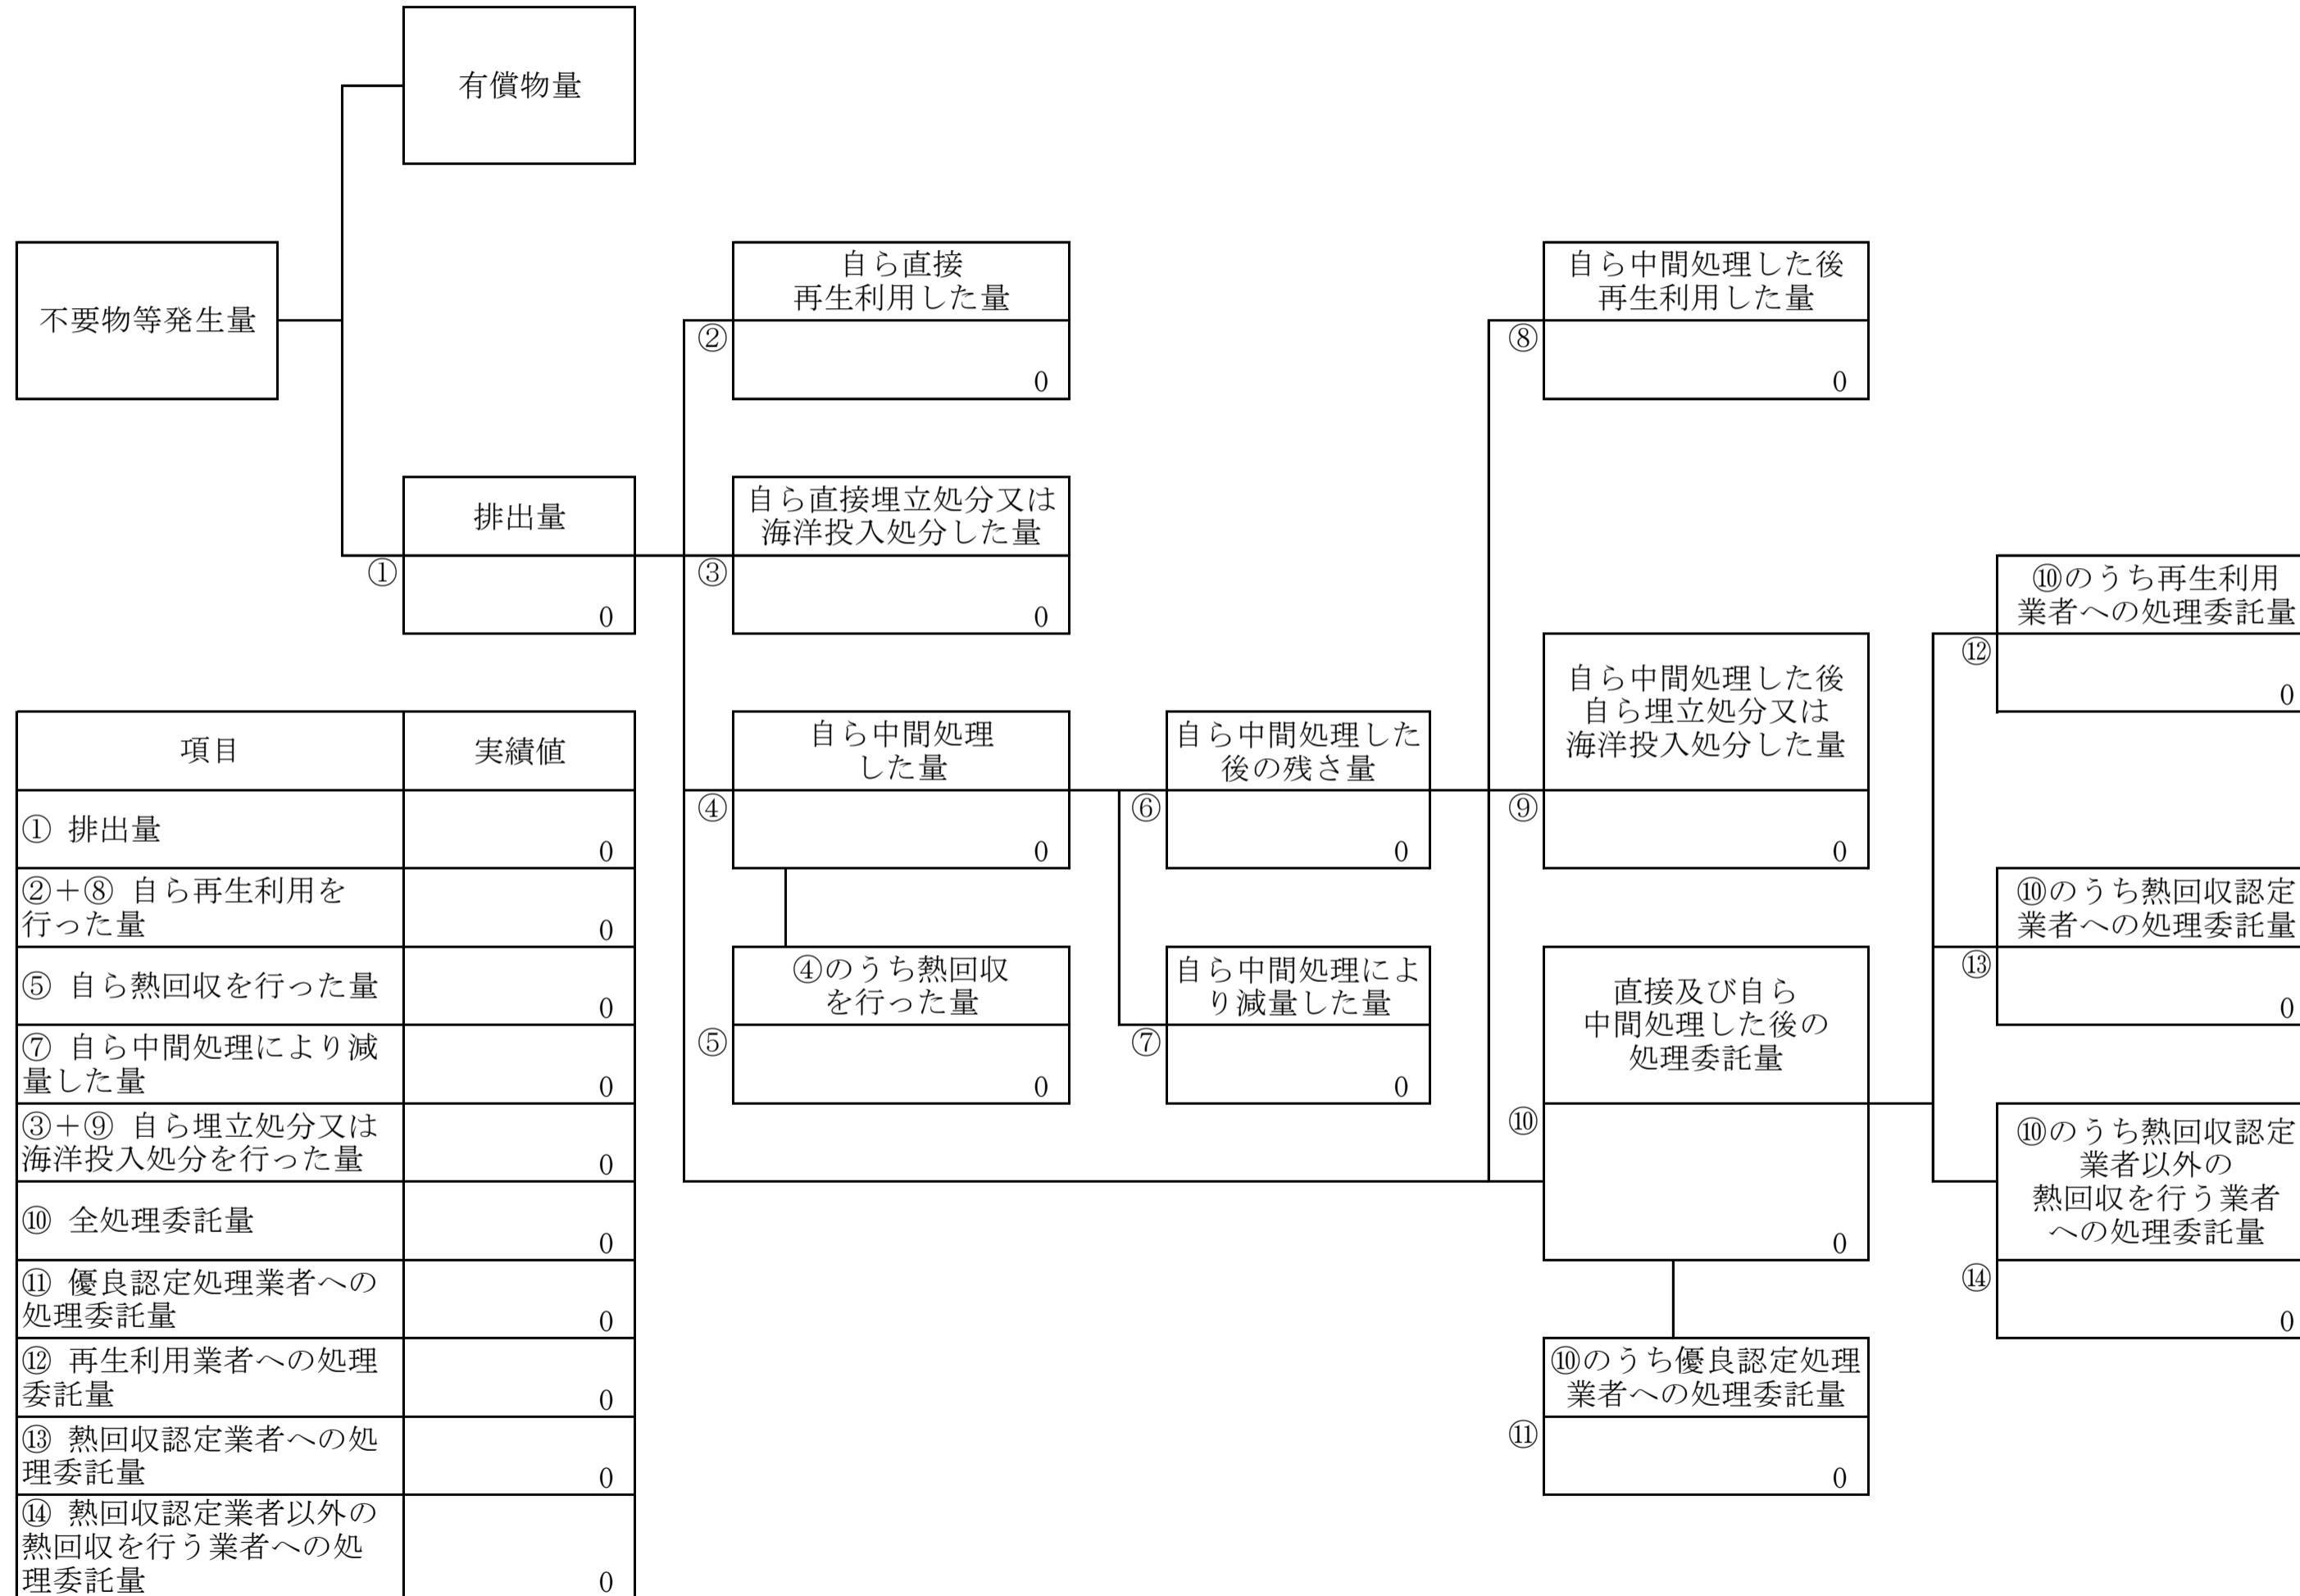 有償物量
不要物等発生量
自ら直接
再生利用した量
②
0
自ら中間処理した後
再生利用した量
⑧
0
排出量
①
0
自ら直接埋立処分又は
海洋投入処分した量
③
0
⑩のうち再生利用
業者への処理委託量
⑫
0
自ら中間処理した後
自ら埋立処分又は
海洋投入処分した量
⑨
0
自ら中間処理
した量
④
0
自ら中間処理した
後の残さ量
⑥
0
⑩のうち熱回収認定
業者への処理委託量
⑬
0
④のうち熱回収
を行った量
⑤
0
自ら中間処理によ
り減量した量
⑦
0
直接及び自ら
中間処理した後の
処理委託量
⑩
0
⑩のうち熱回収認定
業者以外の
熱回収を行う業者
への処理委託量
⑭
0
⑩のうち優良認定処理
業者への処理委託量
⑪
0
項目 実績値
① 排出量
0
②＋⑧ 自ら再生利用を
行った量
0
⑤ 自ら熱回収を行った量
0
⑦ 自ら中間処理により減
量した量
0
③＋⑨ 自ら埋立処分又は
海洋投入処分を行った量
0
⑩ 全処理委託量
0
⑪ 優良認定処理業者への
処理委託量
0
⑫ 再生利用業者への処理
委託量
0
⑬ 熱回収認定業者への処
理委託量
0
⑭ 熱回収認定業者以外の
熱回収を行う業者への処
理委託量
0